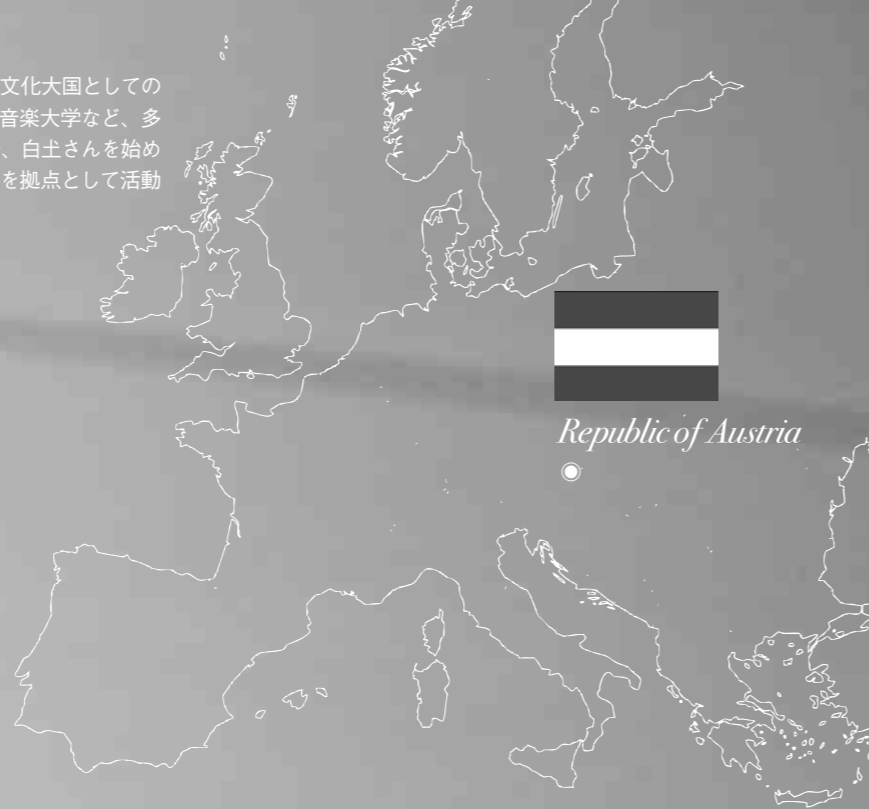 文化大国としての
音楽大学など、多
、白𡈽さんを始め
を拠点として活動
Republic of Austria